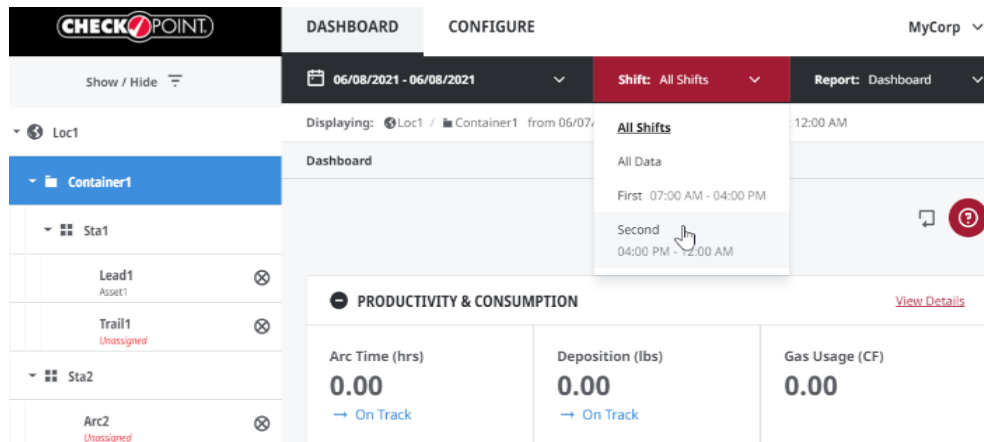 CHECK POINT.
DASHBOARD
CONFIGURE
MyCorp
Show / Hide
06/08/2021 - 06/08/2021
Shift: All Shifts
Report: Dashboard
Loc1
Displaying: Loc1 / Container1 from 06/07/
12:00 AM
All Shifts
Dashboard
All Data
Container1
First 07:00 AM - 04:00 PM
Sta1
Second
04:00 PM - 12:00 AM
Lead1
Asset1
PRODUCTIVITY & CONSUMPTION
View Details
Trail1
Unassigned
Arc Time (hrs)
Deposition (lbs)
Gas Usage (CF)
0.00
0.00
0.00
Sta2
→ On Track
→ On Track
Arc2
Unassigned